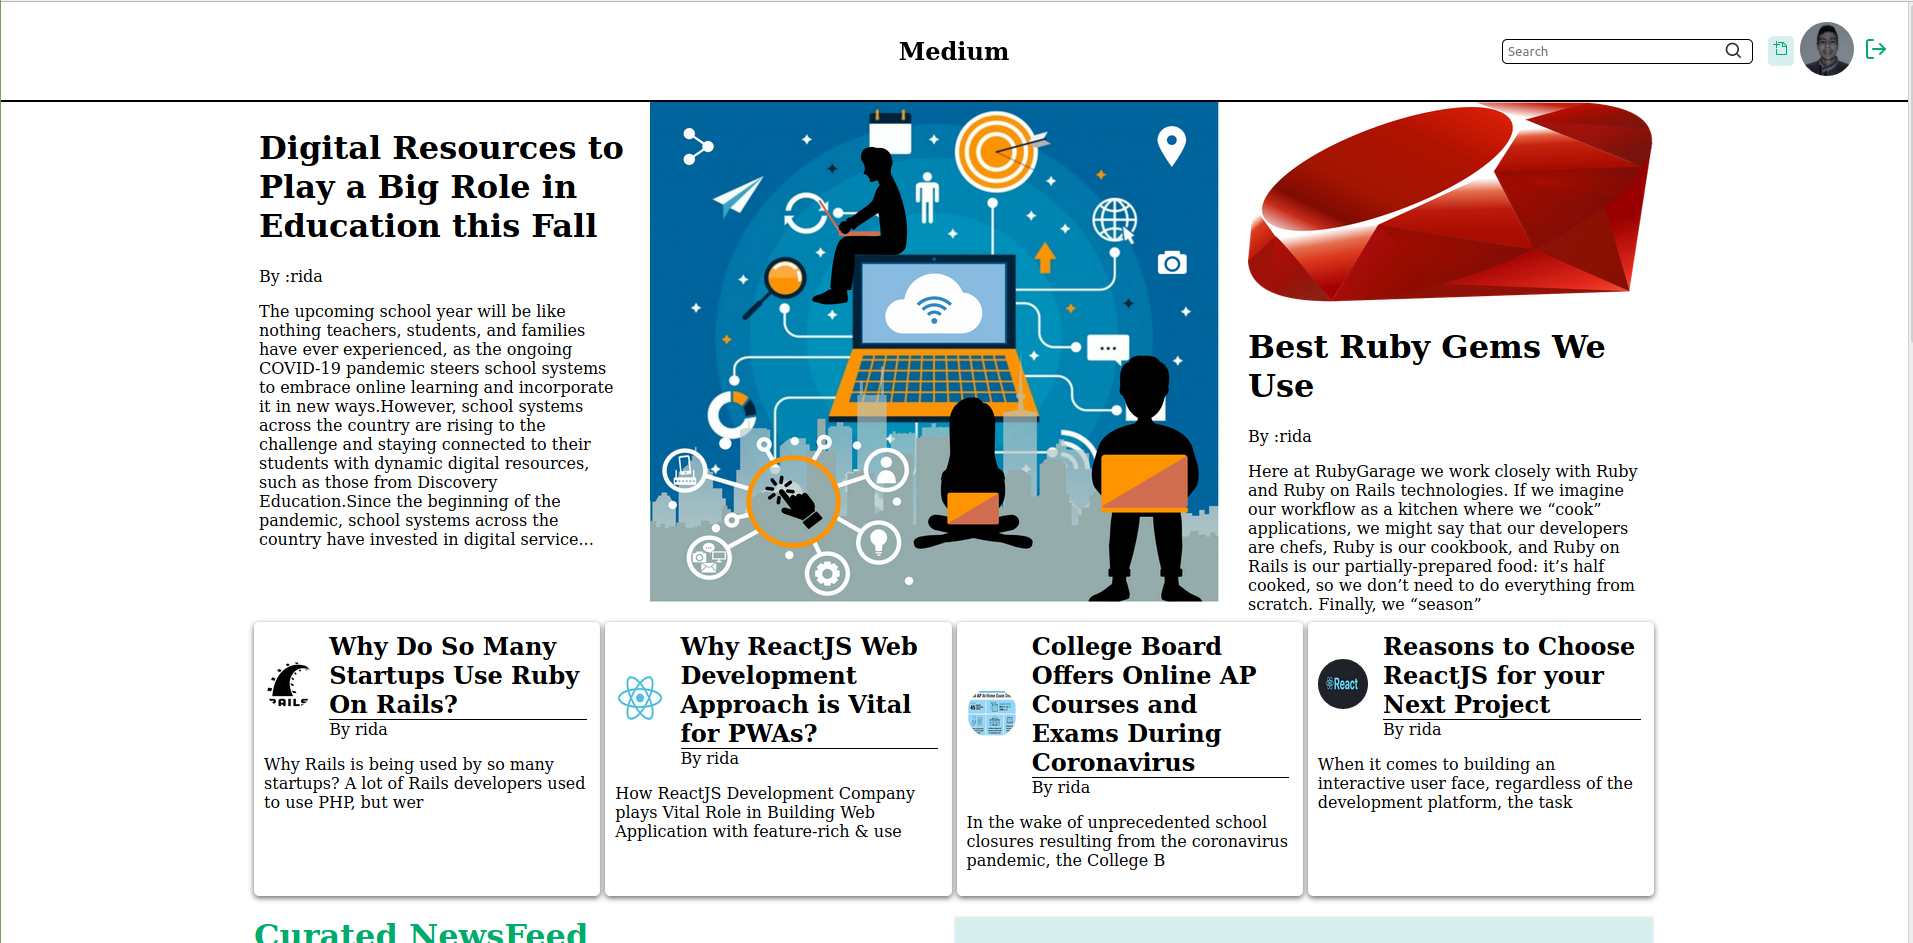 Medium
Search
Digital Resources to
Play a Big Role in
Education this Fall
By :rida
The upcoming school year will be like
nothing teachers, students, and families
have ever experienced, as the ongoing
COVID-19 pandemic steers school systems
to embrace online learning and incorporate
it in new ways.However, school systems
across the country are rising to the
challenge and staying connected to their
students with dynamic digital resources,
such as those from Discovery
Education.Since the beginning of the
pandemic, school systems across the
country have invested in digital service...
Best Ruby Gems We
Use
By :rida
Here at RubyGarage we work closely with Ruby
and Ruby on Rails technologies. If we imagine
our workflow as a kitchen where we “cook”
applications, we might say that our developers
are chefs, Ruby is our cookbook, and Ruby on
Rails is our partially-prepared food: it’s half
cooked, so we don’t need to do everything from
scratch. Finally, we “season”
RAILS
Why Do So Many
Startups Use Ruby
On Rails?
By rida
Why Rails is being used by so many
startups? A lot of Rails developers used
to use PHP, but wer
Why ReactJS Web
Development
Approach is Vital
for PWAs?
By rida
How ReactJS Development Company
plays Vital Role in Building Web
Application with feature-rich & use
College Board
Offers Online AP
Courses and
Exams During
Coronavirus
By rida
In the wake of unprecedented school
closures resulting from the coronavirus
pandemic, the College B
React
Reasons to Choose
ReactJS for your
Next Project
By rida
When it comes to building an
interactive user face, regardless of the
development platform, the task
Curated NewsFeed